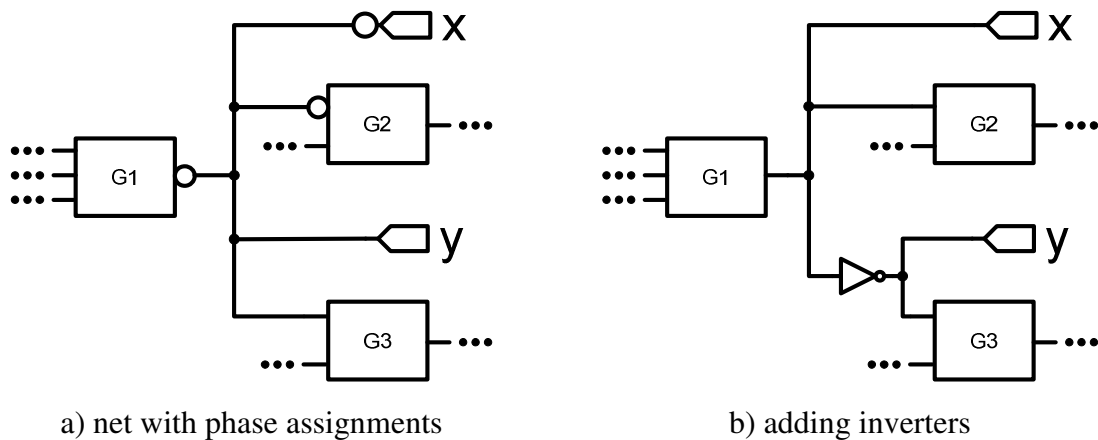 x
G2
G1
y
G3
a) net with phase assignments
x
G2
G1
y
G3
b) adding inverters